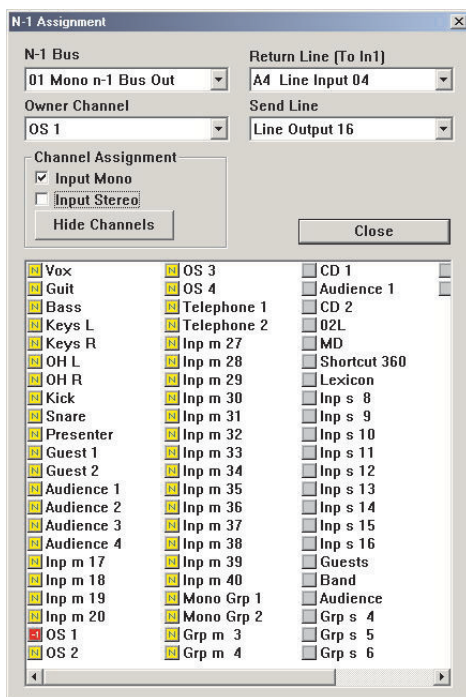 N-1 Assignment
N-1 Bus
01 Mono n-1 Bus Out
Return Line (To In1)
A4 Line Input 04
Owner Channel
OS 1
Send Line
Line Output 16
Channel Assignment
Input Mono
Input Stereo
Hide Channels
Close
N Vox
N Guit
N Bass
N Keys L
N Keys R
N OH L
N OH R
N Kick
N Snare
N Presenter
N Guest 1
N Guest 2
N Audience 1
N Audience 2
N Audience 3
N Audience 4
N Inp m 17
N Inp m 18
N Inp m 19
N Inp m 20
-1 OS 1
N OS 2
N OS 3
N OS 4
N Telephone 1
N Telephone 2
N Inp m 27
N Inp m 28
N Inp m 29
N Inp m 30
N Inp m 31
N Inp m 32
N Inp m 33
N Inp m 34
N Inp m 35
N Inp m 36
N Inp m 37
N Inp m 38
N Inp m 39
N Inp m 40
N Mono Grp 1
N Mono Grp 2
N Grp m 3
N Grp m 4
CD 1
Audience 1
CD 2
02L
MD
Shortcut 360
Lexicon
Inp s 8
Inp s 9
Inp s 10
Inp s 11
Inp s 12
Inp s 13
Inp s 14
Inp s 15
Inp s 16
Guests
Band
Audience
Grp s 4
Grp s 5
Grp s 6